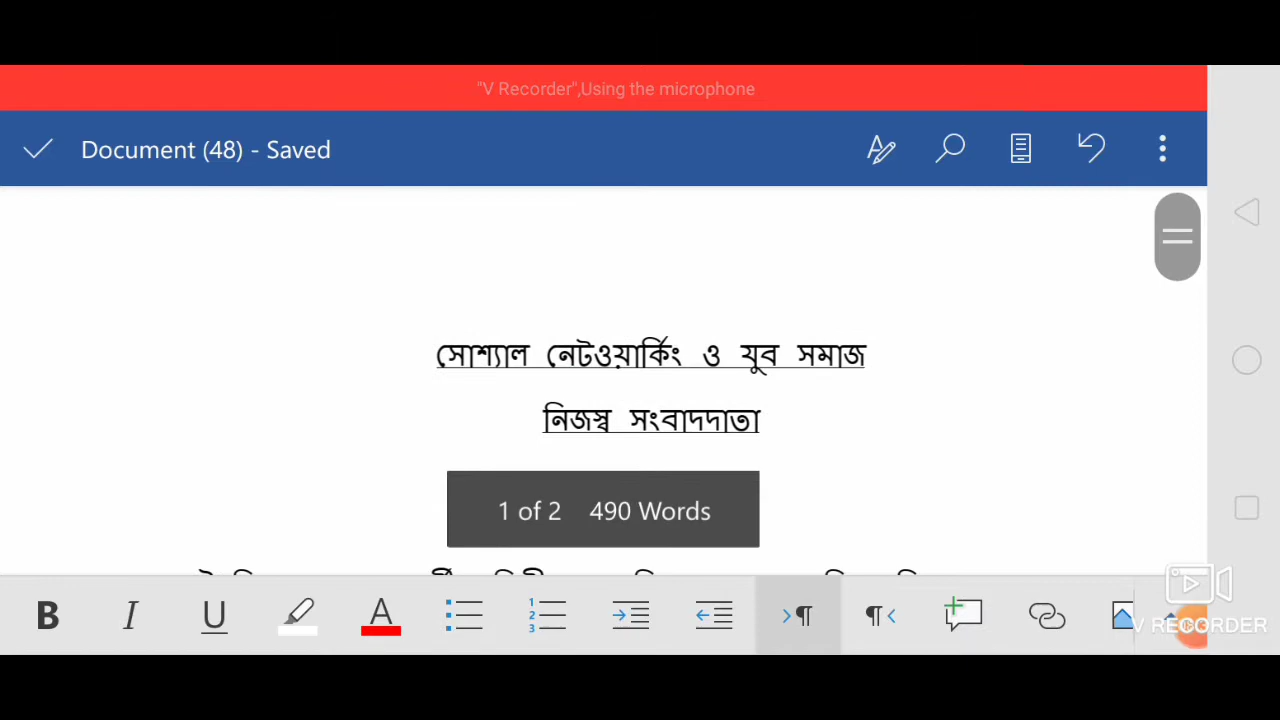 "V Recorder",Using the microphone
Document (48) - Saved
সোশ্যাল নেটওয়ার্কিং ও যুব সমাজ
নিজস্ব সংবাদদাতা
1 of 2 490 Words
B I U A
V RECORDER